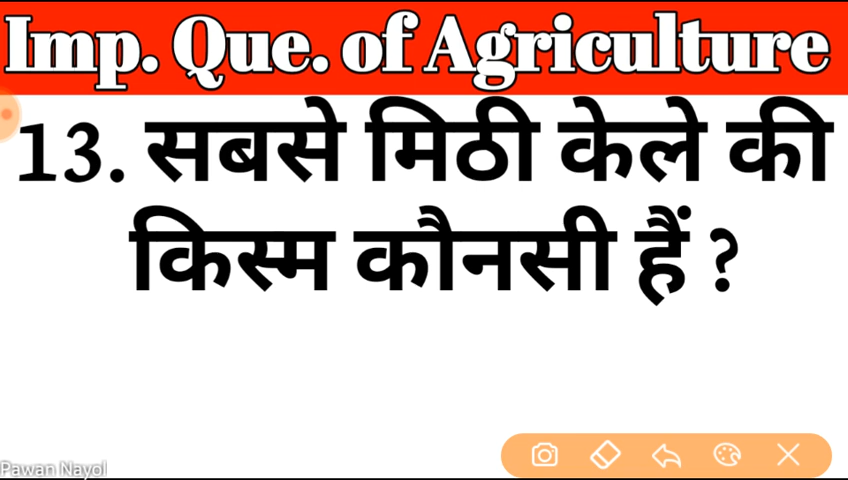 Imp. Que. of Agriculture
13. सबसे मिठी केले की
किस्म कौनसी हैं ?
Pawan Nayol